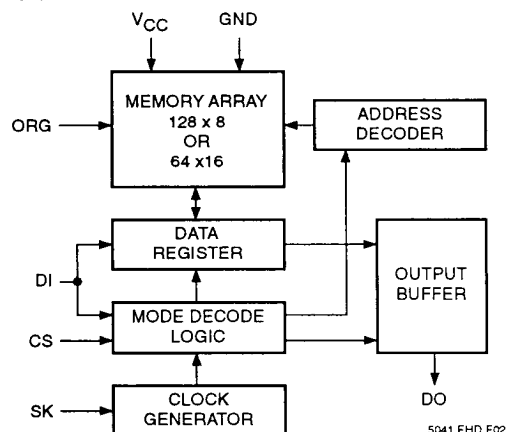 VCC GND
MEMORY ARRAY
128 x 8
OR
64 x16
ORG
ADDRESS
DECODER
DATA
REGISTER
DI
OUTPUT
BUFFER
MODE DECODE
LOGIC
CS
CLOCK
GENERATOR
SK
DO
5041 FHD F02